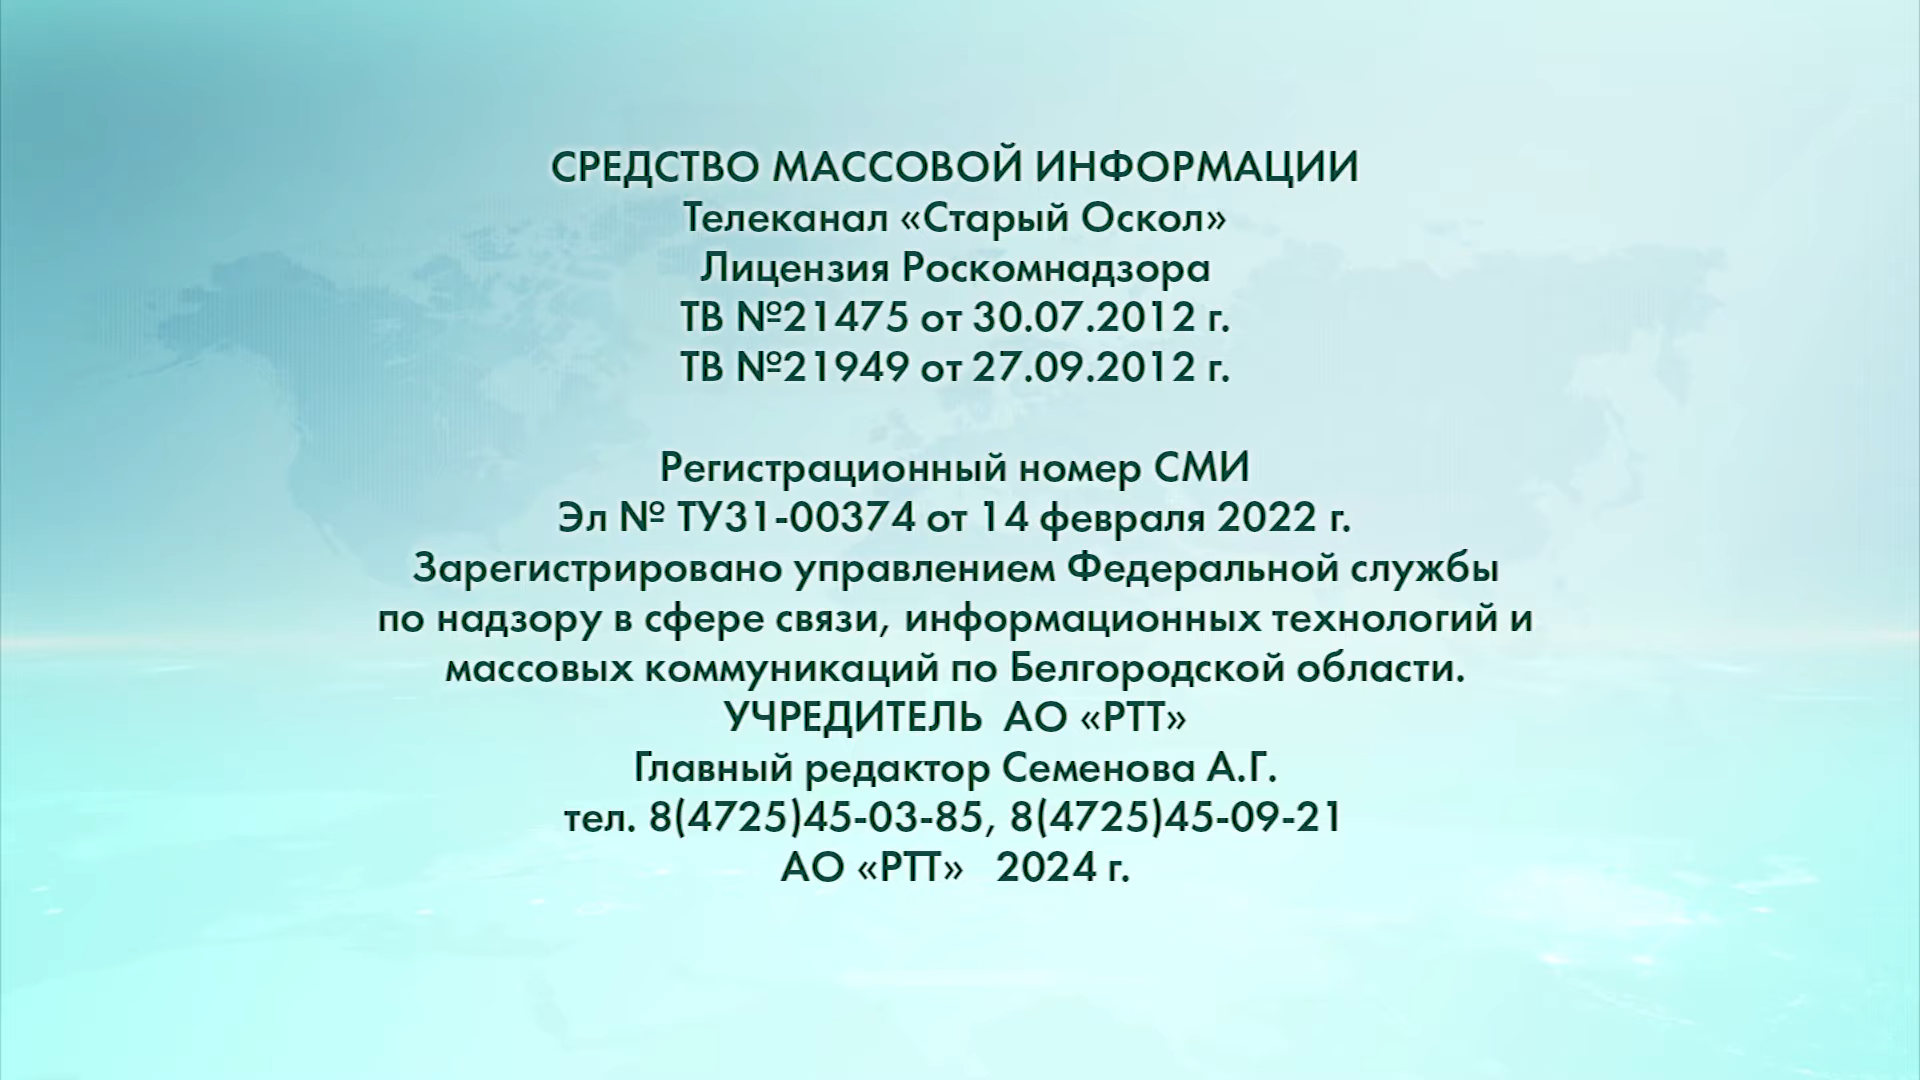 СРЕДСТВО МАССОВОЙ ИНФОРМАЦИИ
Телеканал «Старый Оскол»
Лицензия Роскомнадзора
ТВ №21475 от 30.07.2012 г.
ТВ №21949 от 27.09.2012 г.
Регистрационный номер СМИ
Эл № ТУ31-00374 от 14 февраля 2022 г.
Зарегистрировано управлением Федеральной службы
по надзору в сфере связи, информационных технологий и
массовых коммуникаций по Белгородской области.
УЧРЕДИТЕЛЬ  АО «РТТ»
Главный редактор Семенова А.Г.
тел. 8(4725)45-03-85, 8(4725)45-09-21
АО «РТТ»   2024 г.